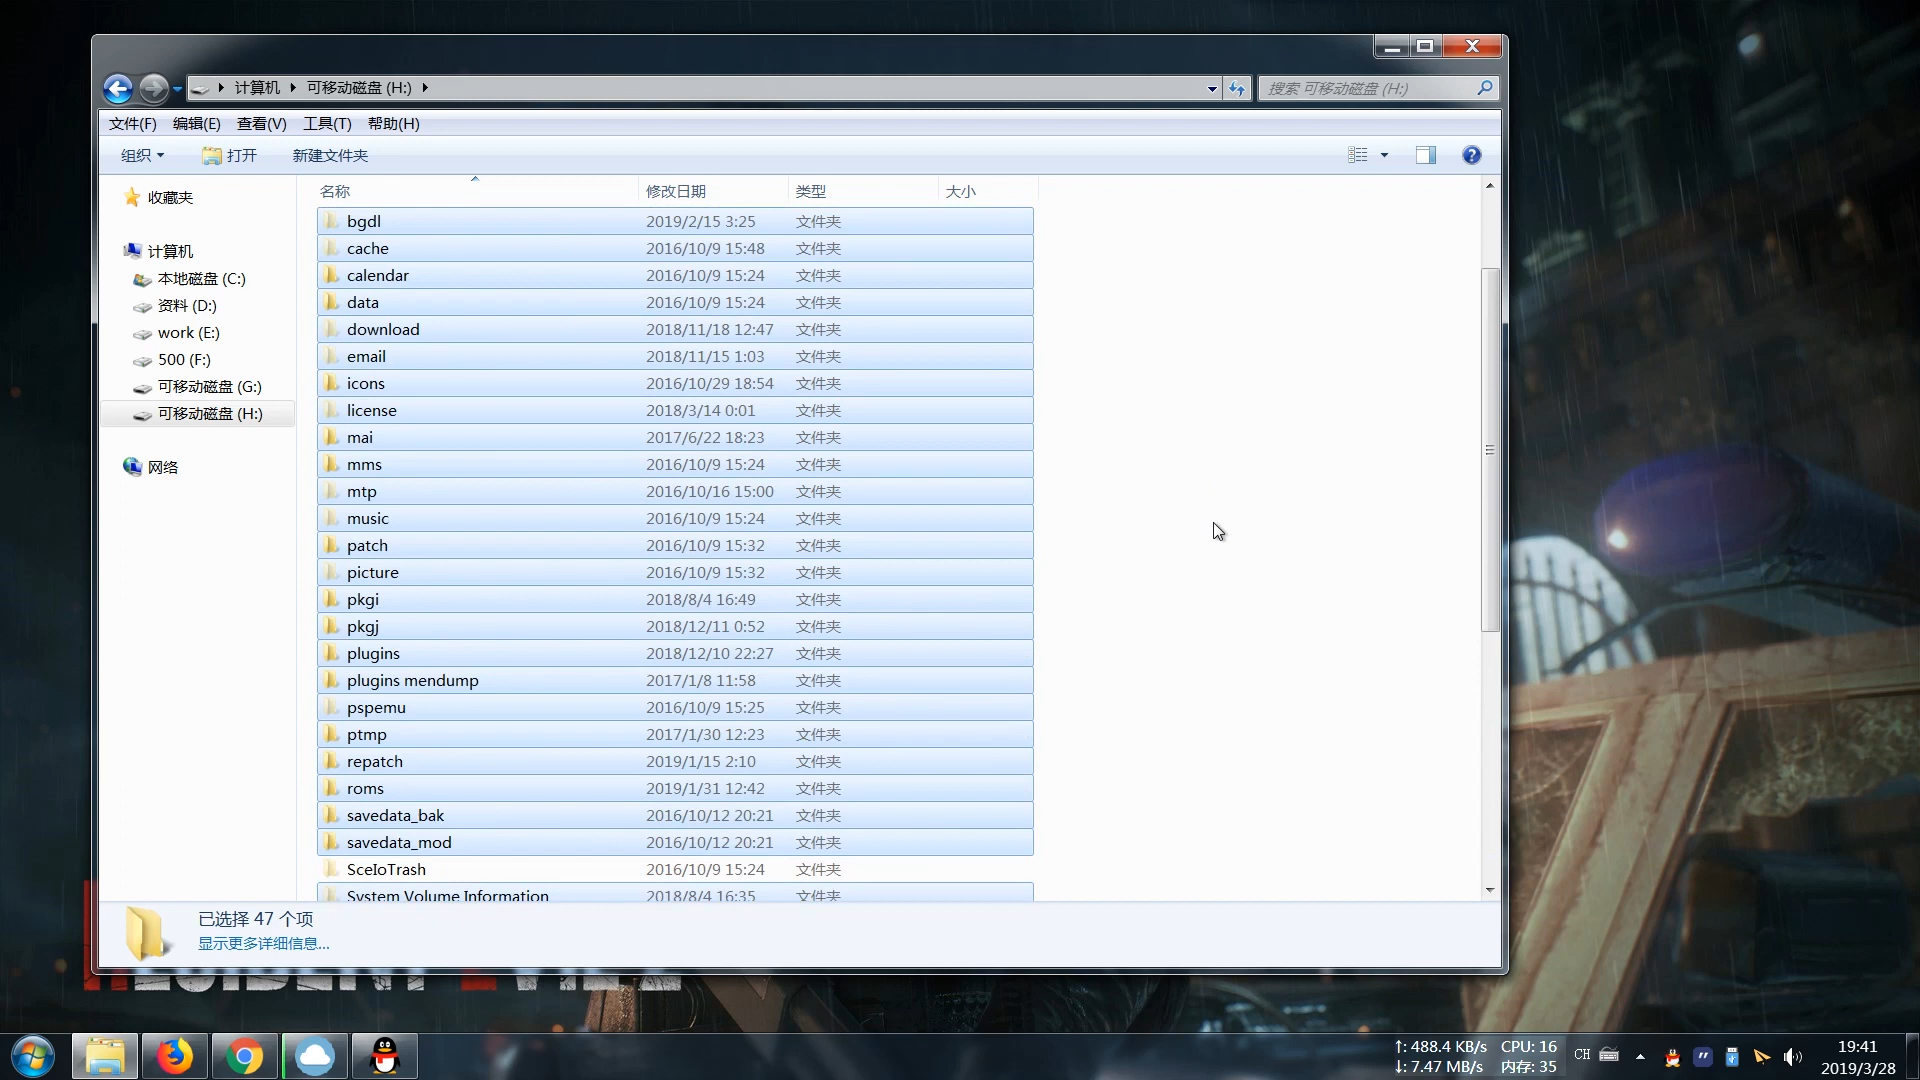 计算机 可移动磁盘 (H:)
搜索 可移动磁盘 (H:)
文件(F) 编辑(E) 查看(V) 工具(T) 帮助(H)
组织 打开 新建文件夹
收藏夹
计算机
本地磁盘 (C:)
资料 (D:)
work (E:)
500 (F:)
可移动磁盘 (G:)
可移动磁盘 (H:)
网络
名称 修改日期 类型 大小
bgdl 2019/2/15 3:25 文件夹
cache 2016/10/9 15:48 文件夹
calendar 2016/10/9 15:24 文件夹
data 2016/10/9 15:24 文件夹
download 2018/11/18 12:47 文件夹
email 2018/11/15 1:03 文件夹
icons 2016/10/29 18:54 文件夹
license 2018/3/14 0:01 文件夹
mai 2017/6/22 18:23 文件夹
mms 2016/10/9 15:24 文件夹
mtp 2016/10/16 15:00 文件夹
music 2016/10/9 15:24 文件夹
patch 2016/10/9 15:32 文件夹
picture 2016/10/9 15:32 文件夹
pkgi 2018/8/4 16:49 文件夹
pkgj 2018/12/11 0:52 文件夹
plugins 2018/12/10 22:27 文件夹
plugins mendump 2017/1/8 11:58 文件夹
pspemu 2016/10/9 15:25 文件夹
ptmp 2017/1/30 12:23 文件夹
repatch 2019/1/15 2:10 文件夹
roms 2019/1/31 12:42 文件夹
savedata_bak 2016/10/12 20:21 文件夹
savedata_mod 2016/10/12 20:21 文件夹
SceIoTrash 2016/10/9 15:24 文件夹
System Volume Information 2018/8/4 16:35 文件夹
已选择 47 个项
显示更多详细信息...
↑: 488.4 KB/s CPU: 16
↓: 7.47 MB/s 内存: 35
CH
19:41
2019/3/28